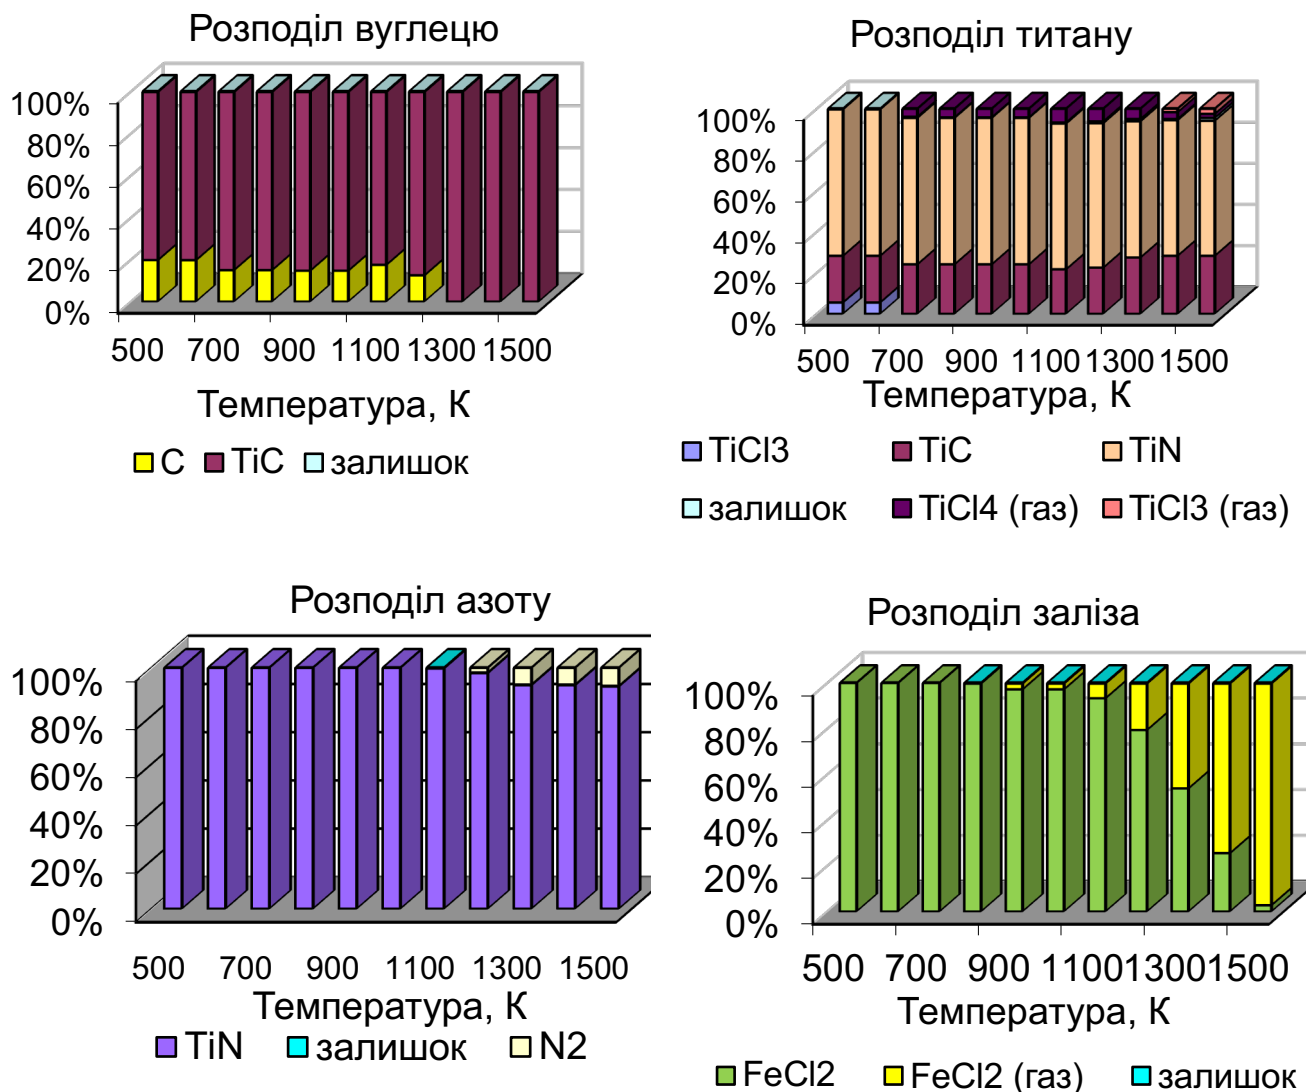 Розподіл вуглецю
100%
80%
60%
40%
20%
0%
500 700 900 1100 1300 1500
Температура, К
C TiC залишок
Розподіл титану
100%
80%
60%
40%
20%
0%
500 700 900 1100 1300 1500
Температура, К
TiCl3 TiC TiN
залишок TiCl4 (газ) TiCl3 (газ)
Розподіл азоту
100%
80%
60%
40%
20%
0%
500 700 900 1100 1300 1500
Температура, К
TiN залишок N2
Розподіл заліза
100%
80%
60%
40%
20%
0%
500 700 900 1100 1300 1500
Температура, К
FeCl2 FeCl2 (газ) залишок